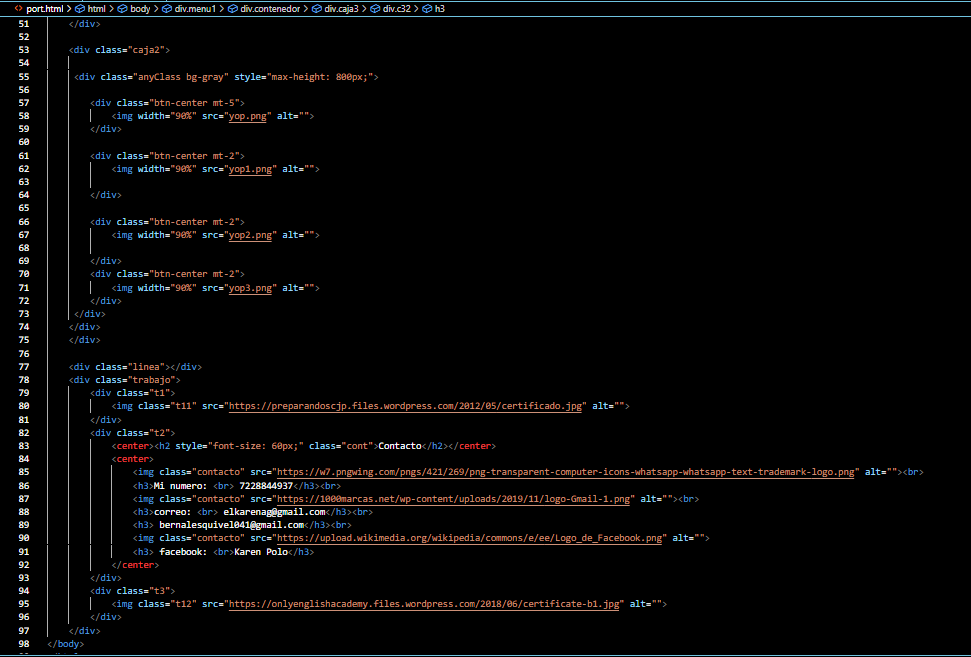 port.html > html > body > div.menu1 > div.contenedor > div.caja3 > div.c32 > h3
51 </div>
52
53 <div class="caja2">
54
55 <div class="anyClass bg-gray" style="max-height: 800px;">
56
57 <div class="btn-center mt-5">
58 <img width="90%" src="yop.png" alt="">
59 </div>
60
61 <div class="btn-center mt-2">
62 <img width="90%" src="yop1.png" alt="">
63
64 </div>
65
66 <div class="btn-center mt-2">
67 <img width="90%" src="yop2.png" alt="">
68
69 </div>
70 <div class="btn-center mt-2">
71 <img width="90%" src="yop3.png" alt="">
72 </div>
73 </div>
74 </div>
75 </div>
76
77 <div class="linea"></div>
78 <div class="trabajo">
79 <div class="t1">
80 <img class="t11" src="https://preparandoscjp.files.wordpress.com/2012/05/certificado.jpg" alt="">
81 </div>
82 <div class="t2">
83 <center><h2 style="font-size: 60px;" class="cont">Contacto</h2></center>
84 <center>
85 <img class="contacto" src="https://w7.pngwing.com/pngs/421/269/png-transparent-computer-icons-whatsapp-whatsapp-text-trademark-logo.png" alt=""><br>
86 <h3>Mi numero: <br> 7228844937</h3><br>
87 <img class="contacto" src="https://1000marcas.net/wp-content/uploads/2019/11/logo-Gmail-1.png" alt=""><br>
88 <h3>correo: <br> elkarenag@gmail.com</h3><br>
89 <h3> bernalesquivel041@gmail.com</h3><br>
90 <img class="contacto" src="https://upload.wikimedia.org/wikipedia/commons/e/ee/Logo_de_Facebook.png" alt="">
91 <h3> facebook: <br>Karen Polo</h3>
92 </center>
93 </div>
94 <div class="t3">
95 <img class="t12" src="https://onlyenglishacademy.files.wordpress.com/2018/06/certificate-b1.jpg" alt="">
96 </div>
97 </div>
98 </body>